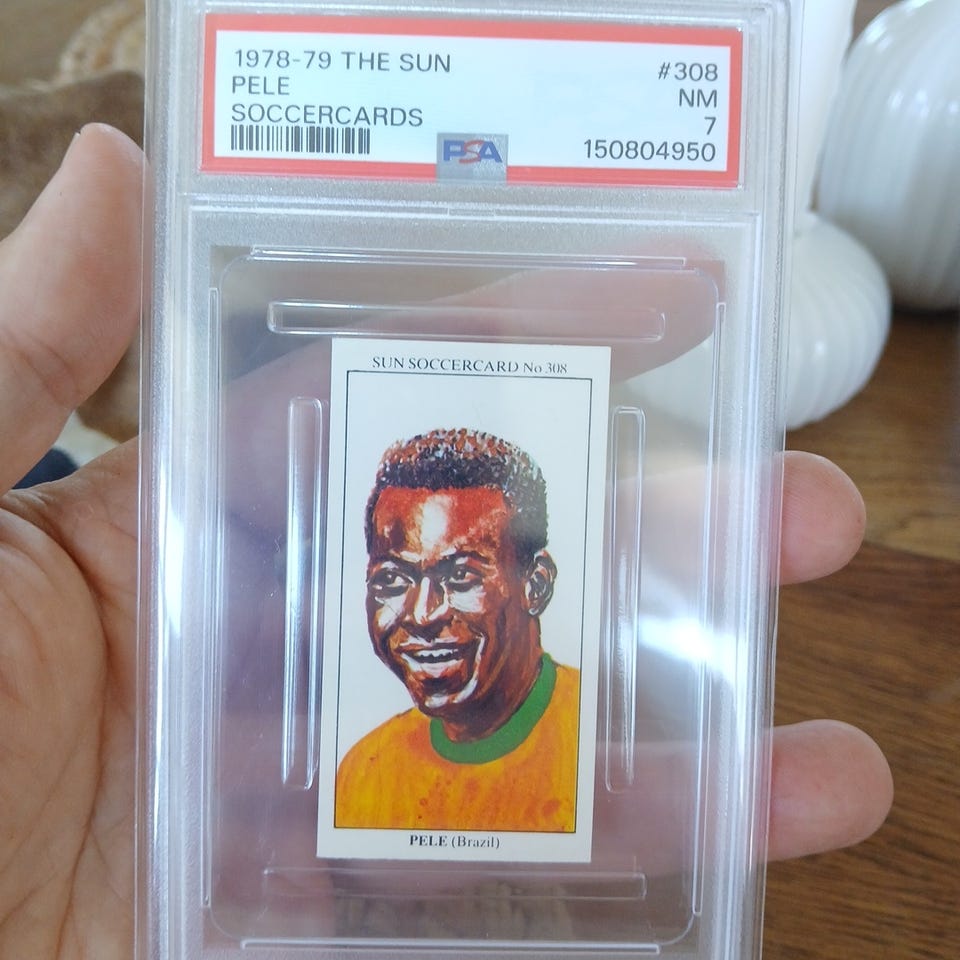 1978-79 THE SUN #308
PELE NM
SOCCERCARDS 7
PSA 150804950
SUN SOCCERCARD No 308
PELE (Brazil)